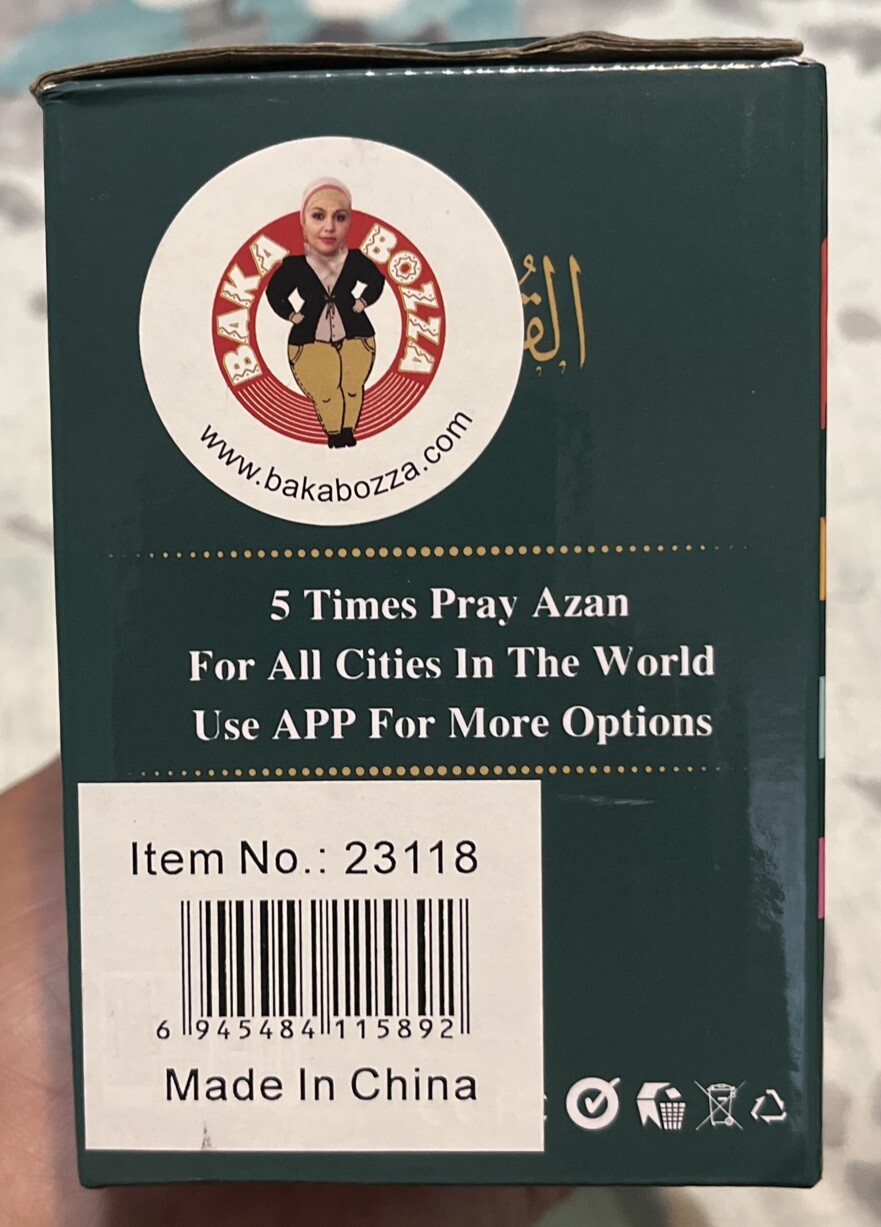 BAKA BOZZA
www.bakabozza.com
5 Times Pray Azan
For All Cities In The World
Use APP For More Options
Item No.: 23118
6 945484 115892
Made In China